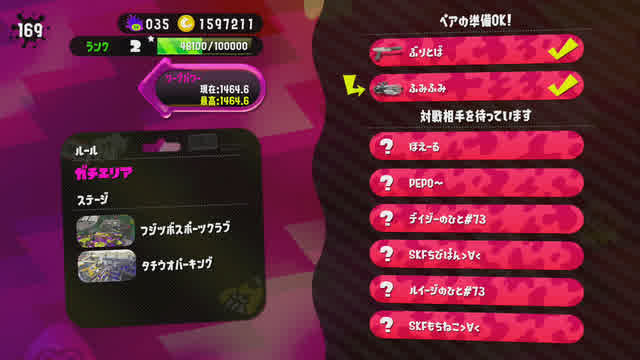 169
035
1597211
ランク 2 48100/100000
リーグパワー
現在:1464.6
最高:1464.6
ルール
ガチエリア
ステージ
フジツボスポーツクラブ
タチウオパーキング
ペアの準備OK!
ぷりとぱ
ふみふみ
対戦相手を待っています
? ぼえーる
? PEPO〜
? デイジーのひと#73
? SKFちびぱん>∀<
? ルイージのひと#73
? SKFもちねこ>∀<